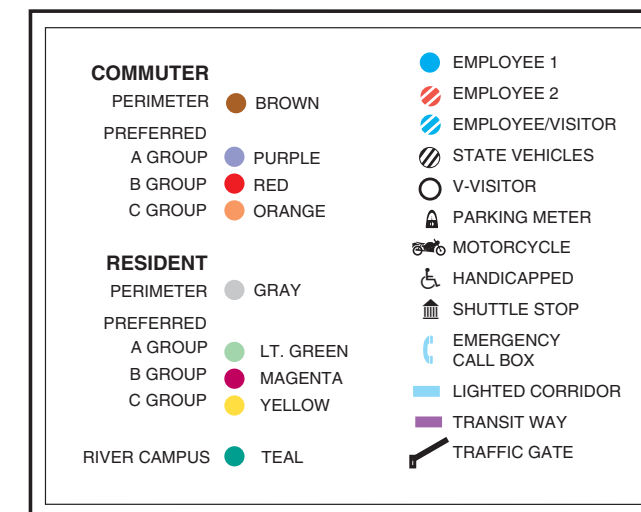 COMMUTER
PERIMETER BROWN
PREFERRED
A GROUP PURPLE
B GROUP RED
C GROUP ORANGE
RESIDENT
PERIMETER GRAY
PREFERRED
A GROUP LT. GREEN
B GROUP MAGENTA
C GROUP YELLOW
RIVER CAMPUS TEAL
EMPLOYEE 1
EMPLOYEE 2
EMPLOYEE/VISITOR
STATE VEHICLES
V-VISITOR
PARKING METER
MOTORCYCLE
HANDICAPPED
SHUTTLE STOP
EMERGENCY
CALL BOX
LIGHTED CORRIDOR
TRANSIT WAY
TRAFFIC GATE